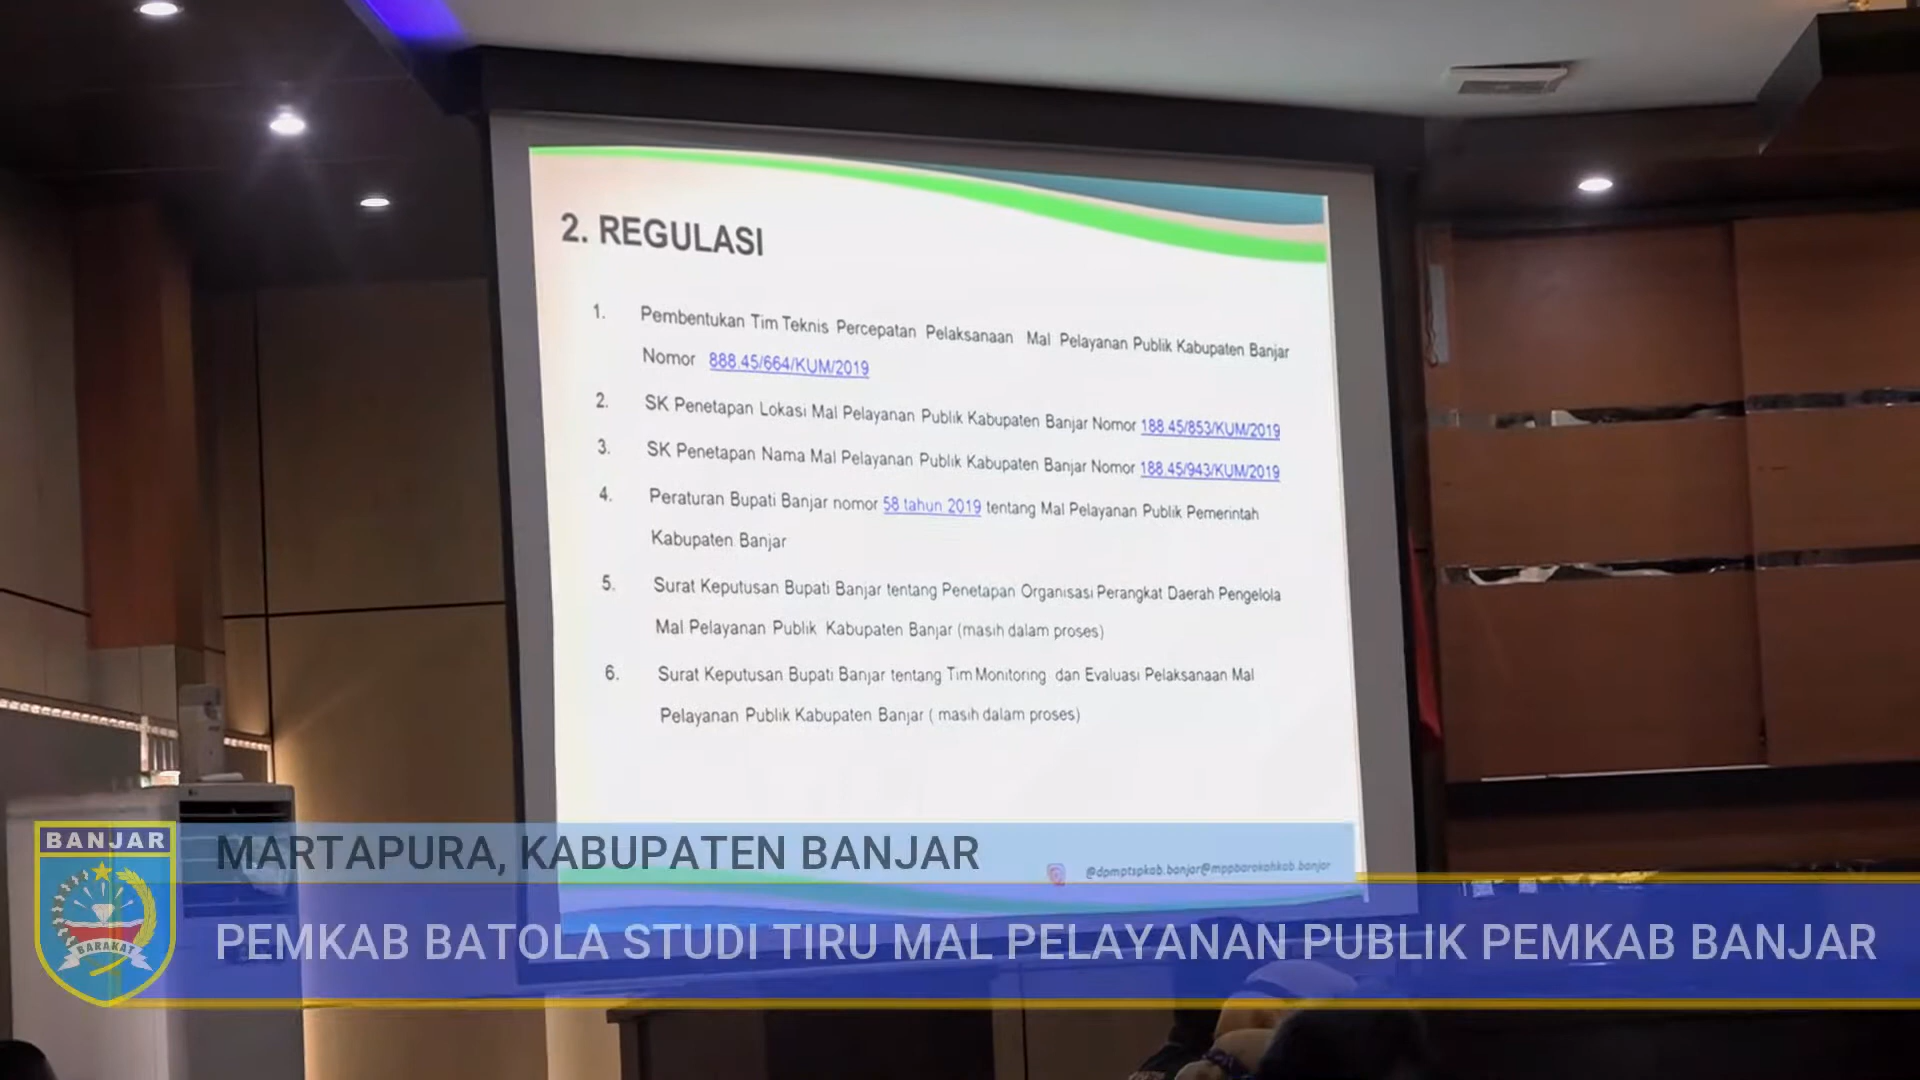 2. REGULASI
1. Pembentukan Tim Teknis Percepatan Pelaksanaan Mal Pelayanan Publik Kabupaten Banjar
Nomor 888.45/664/KUM/2019
2. SK Penetapan Lokasi Mal Pelayanan Publik Kabupaten Banjar Nomor 188.45/853/KUM/2019
3. SK Penetapan Nama Mal Pelayanan Publik Kabupaten Banjar Nomor 188.45/943/KUM/2019
4. Peraturan Bupati Banjar nomor 58 tahun 2019 tentang Mal Pelayanan Publik Pemerintah
Kabupaten Banjar
5. Surat Keputusan Bupati Banjar tentang Penetapan Organisasi Perangkat Daerah Pengelola
Mal Pelayanan Publik Kabupaten Banjar (masih dalam proses)
6. Surat Keputusan Bupati Banjar tentang Tim Monitoring dan Evaluasi Pelaksanaan Mal
Pelayanan Publik Kabupaten Banjar ( masih dalam proses)
@dpmptspkab.banjar@mppbarokahkab.banjar
BANJAR
BARAKAT
MARTAPURA, KABUPATEN BANJAR
PEMKAB BATOLA STUDI TIRU MAL PELAYANAN PUBLIK PEMKAB BANJAR